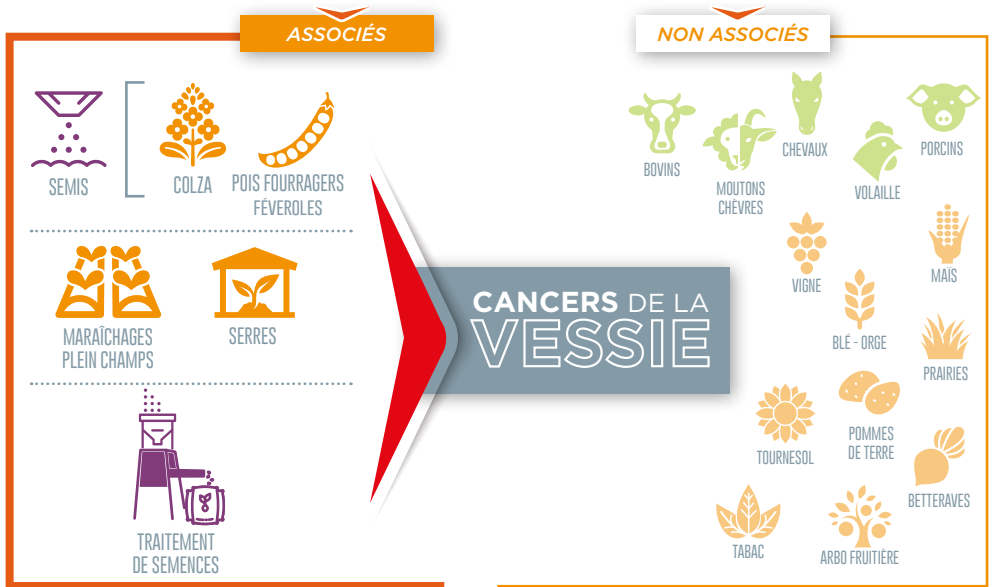 ASSOCIÉS
SEMIS
COLZA
POIS FOURRAGERS
FÉVEROLES
MARAÎCHAGES
PLEIN CHAMPS
SERRES
TRAITEMENT
DE SEMENCES
CANCERS DE LA
VESSIE
NON ASSOCIÉS
BOVINS
MOUTONS
CHÈVRES
CHEVAUX
VOLAILLE
PORCINS
VIGNE
MAÏS
BLÉ - ORGE
PRAIRIES
TOURNESOL
POMMES
DE TERRE
BETTERAVES
TABAC
ARBO FRUITIÈRE